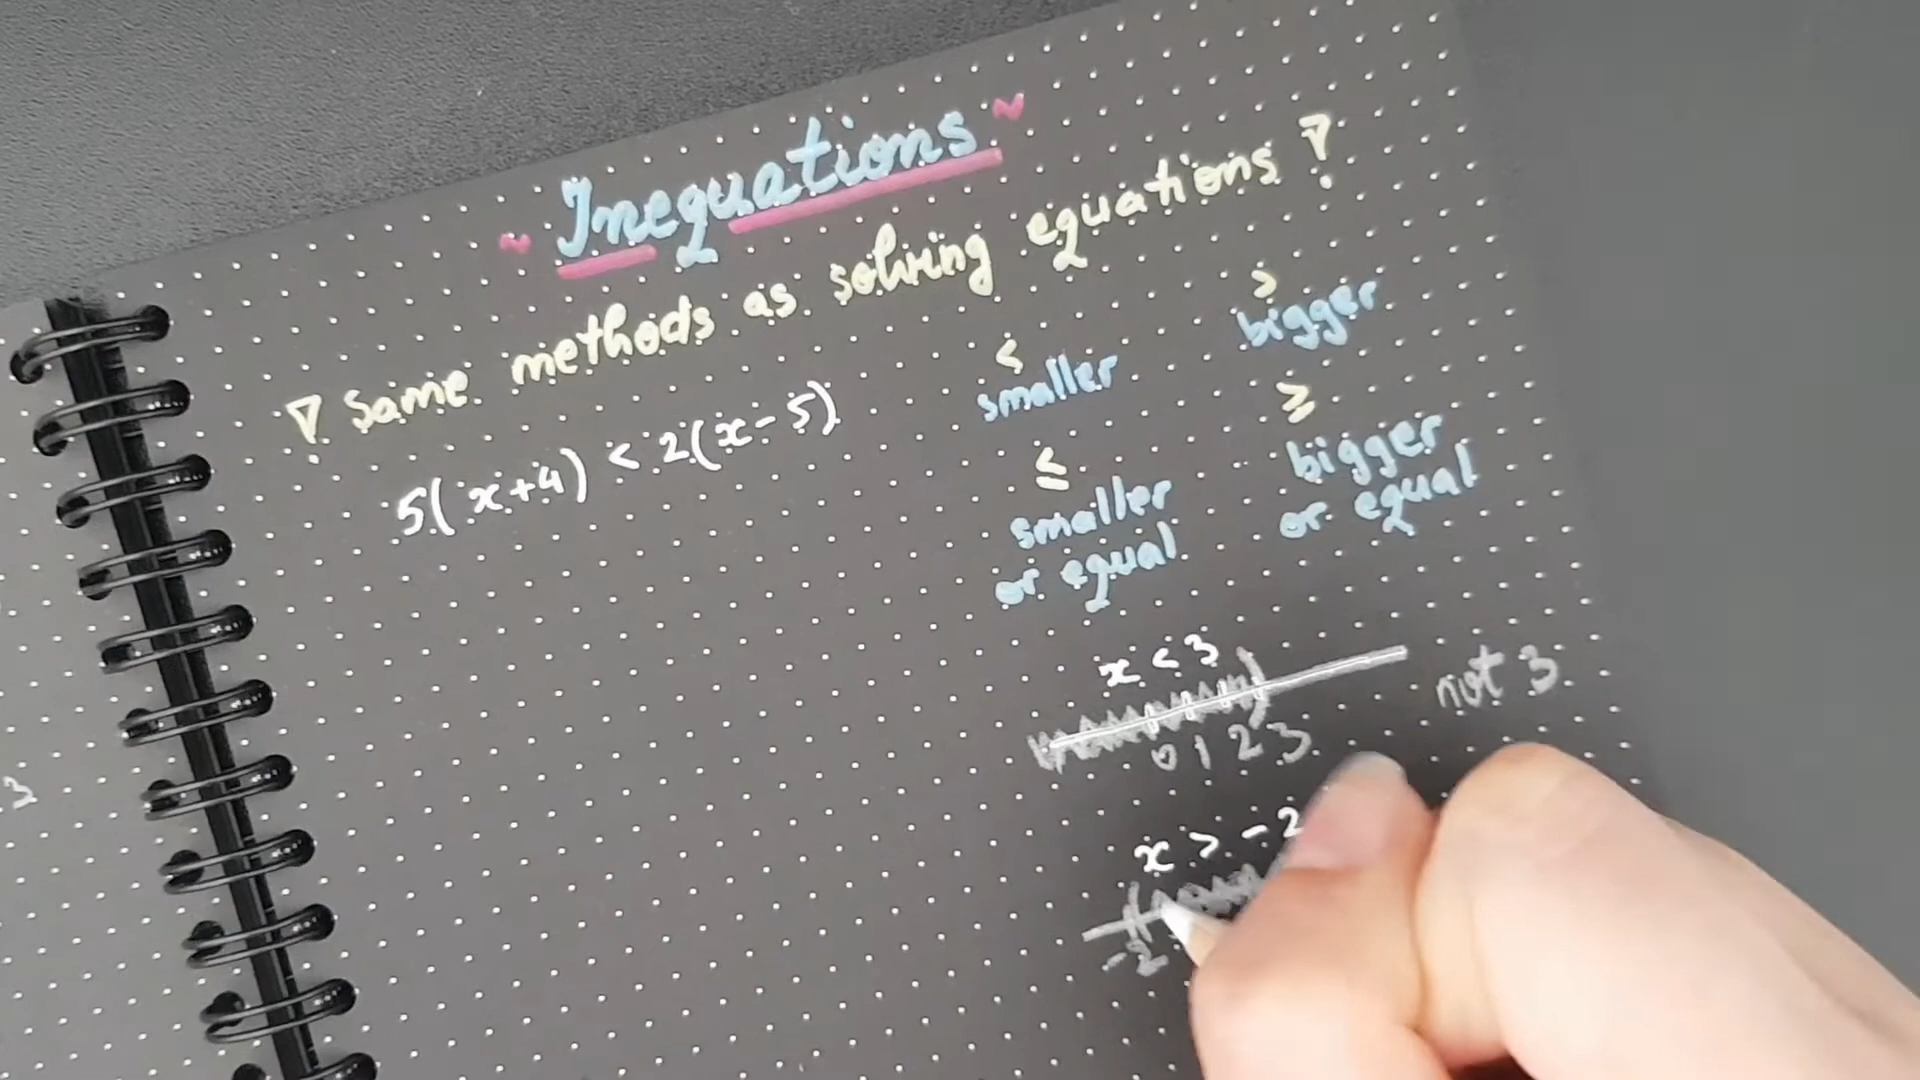 ~ Inequations ~
∇ Same methods as solving equations ∇
5(x+4) < 2(x-5)
<
smaller
>
bigger
≤
smaller
or equal
≥
bigger
or equal
x < 3
0 1 2 3
not 3
x > -2
-2
3